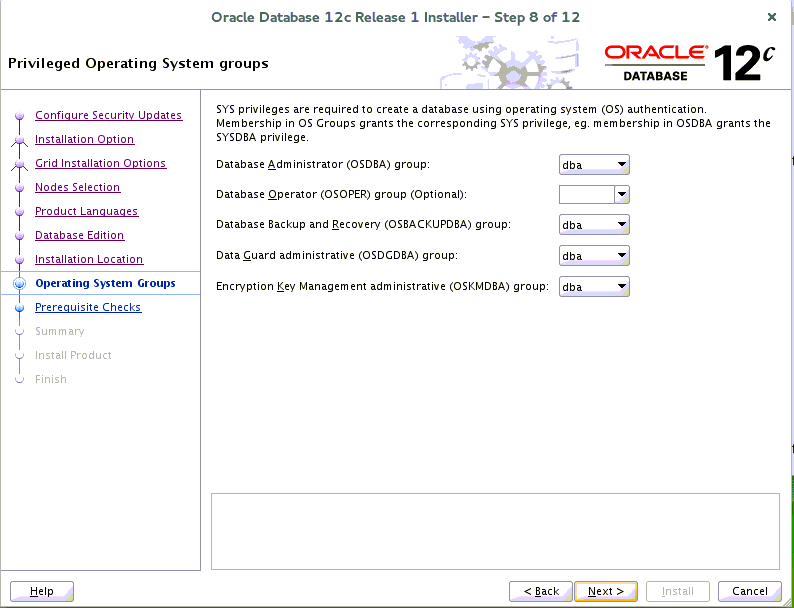 Oracle Database 12c Release 1 Installer – Step 8 of 12
Privileged Operating System groups
ORACLE®
DATABASE
12c
Configure Security Updates
Installation Option
Grid Installation Options
Nodes Selection
Product Languages
Database Edition
Installation Location
Operating System Groups
Prerequisite Checks
Summary
Install Product
Finish
SYS privileges are required to create a database using operating system (OS) authentication.
Membership in OS Groups grants the corresponding SYS privilege, eg. membership in OSDBA grants the
SYSDBA privilege.
Database Administrator (OSDBA) group: dba
Database Operator (OSOPER) group (Optional):
Database Backup and Recovery (OSBACKUPDBA) group: dba
Data Guard administrative (OSDGDBA) group: dba
Encryption Key Management administrative (OSKMDBA) group: dba
Help
< Back
Next >
Install
Cancel